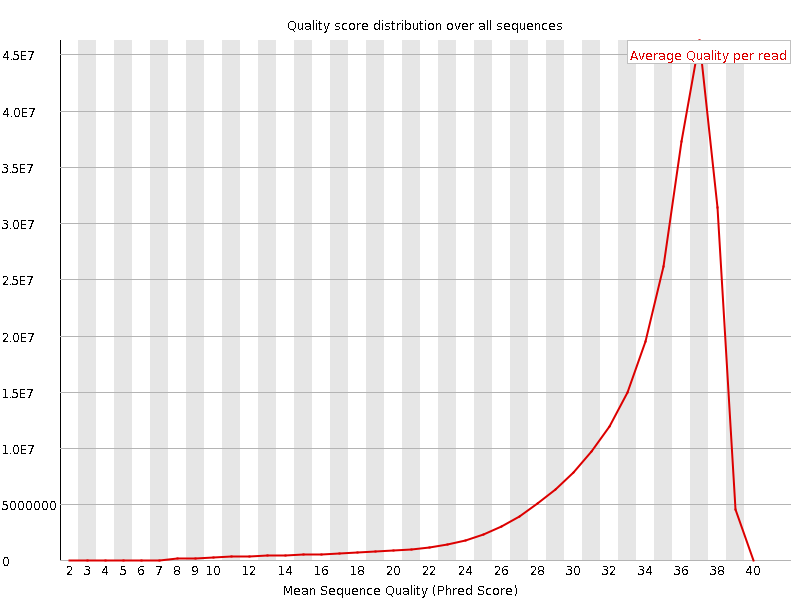 Quality score distribution over all sequences
Average Quality per read
4.5E7
4.0E7
3.5E7
3.0E7
2.5E7
2.0E7
1.5E7
1.0E7
5000000
0
2 3 4 5 6 7 8 9 10 12 14 16 18 20 22 24 26 28 30 32 34 36 38 40
Mean Sequence Quality (Phred Score)